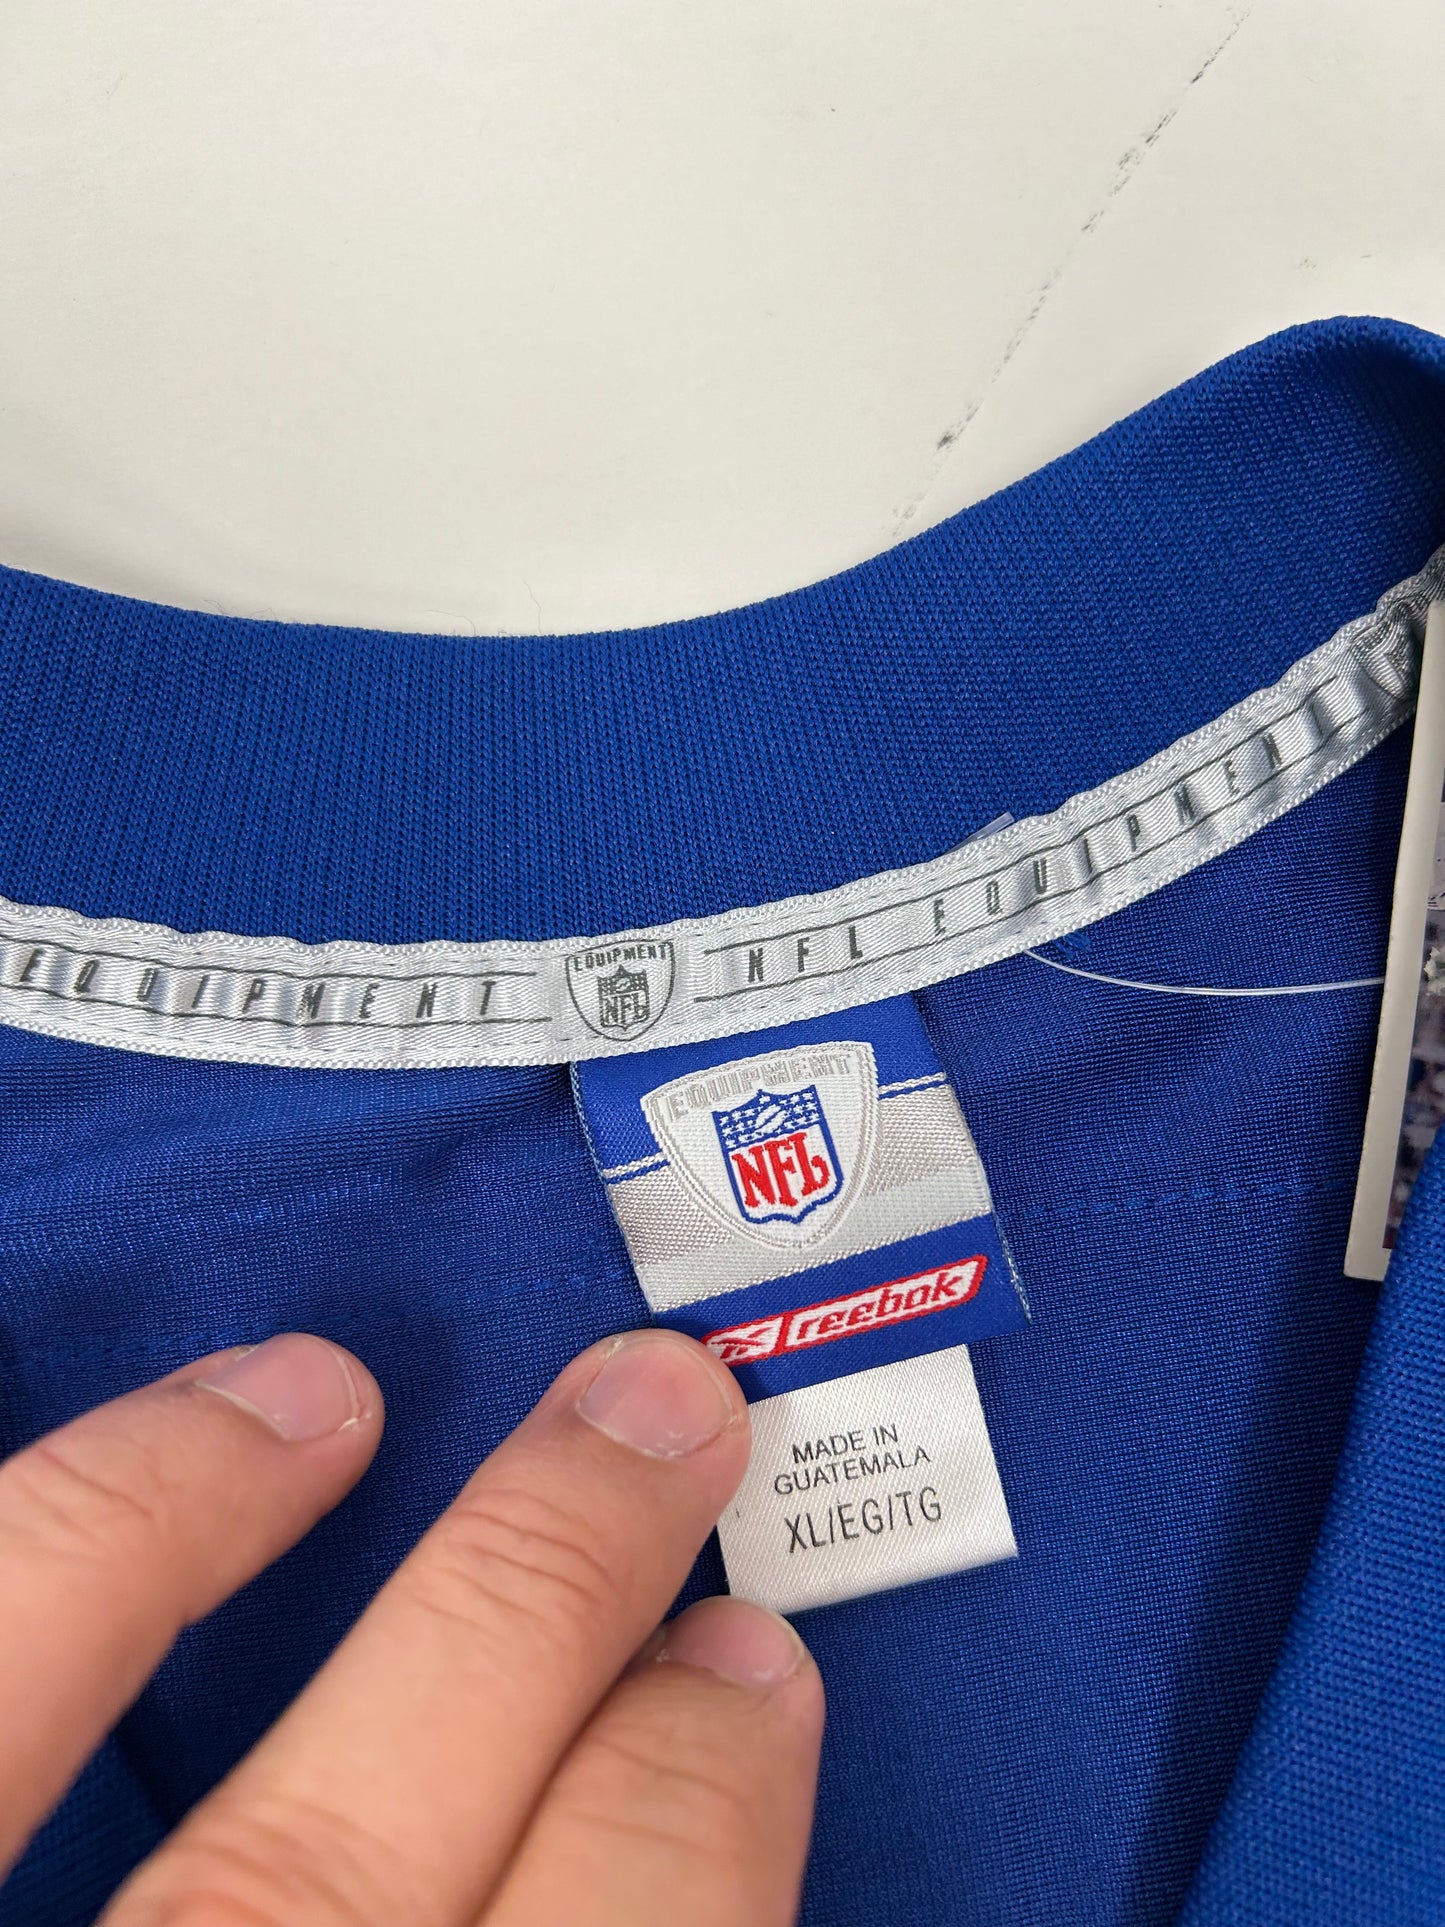 EQUIPMENT
EQUIPMENT
NFL
NFL EQUIPMENT
EQUIPMENT
NFL
Reebok
MADE IN
GUATEMALA
XL/EG/TG